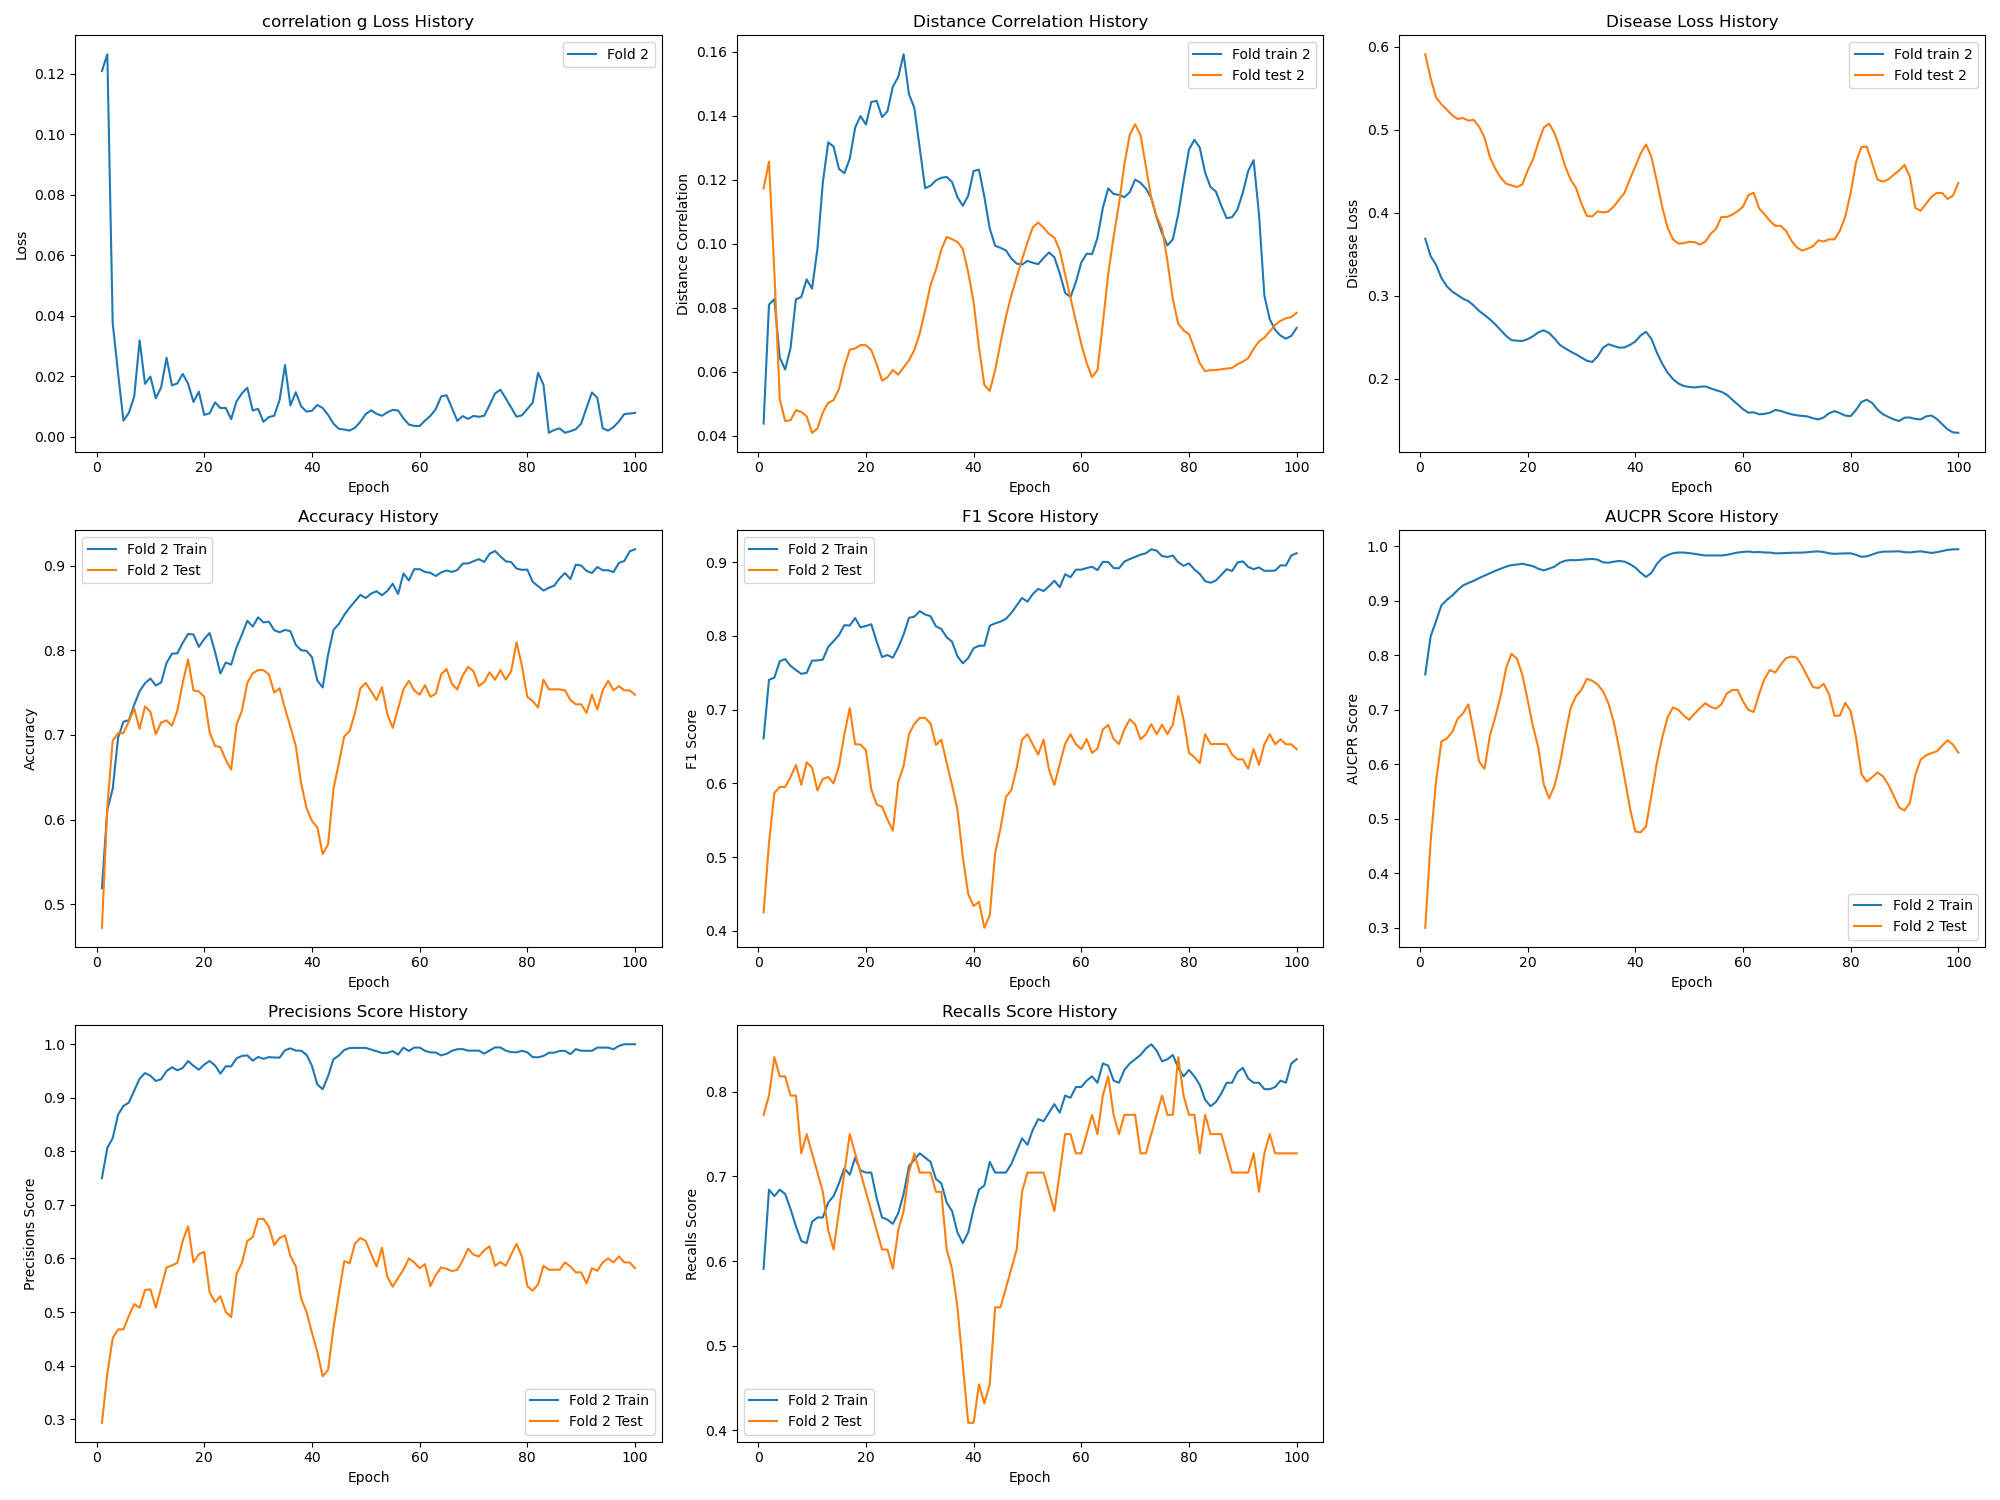 correlation g Loss History
Loss
0.12
0.10
0.08
0.06
0.04
0.02
0.00
Fold 2
0 20 40 60 80 100
Epoch
Distance Correlation History
Distance Correlation
0.16
0.14
0.12
0.10
0.08
0.06
0.04
Fold train 2
Fold test 2
0 20 40 60 80 100
Epoch
Disease Loss History
Disease Loss
0.6
0.5
0.4
0.3
0.2
Fold train 2
Fold test 2
0 20 40 60 80 100
Epoch
Accuracy History
Accuracy
0.9
0.8
0.7
0.6
0.5
Fold 2 Train
Fold 2 Test
0 20 40 60 80 100
Epoch
F1 Score History
F1 Score
0.9
0.8
0.7
0.6
0.5
0.4
Fold 2 Train
Fold 2 Test
0 20 40 60 80 100
Epoch
AUCPR Score History
AUCPR Score
1.0
0.9
0.8
0.7
0.6
0.5
0.4
0.3
Fold 2 Train
Fold 2 Test
0 20 40 60 80 100
Epoch
Precisions Score History
Precisions Score
1.0
0.9
0.8
0.7
0.6
0.5
0.4
0.3
Fold 2 Train
Fold 2 Test
0 20 40 60 80 100
Epoch
Recalls Score History
Recalls Score
0.8
0.7
0.6
0.5
0.4
Fold 2 Train
Fold 2 Test
0 20 40 60 80 100
Epoch